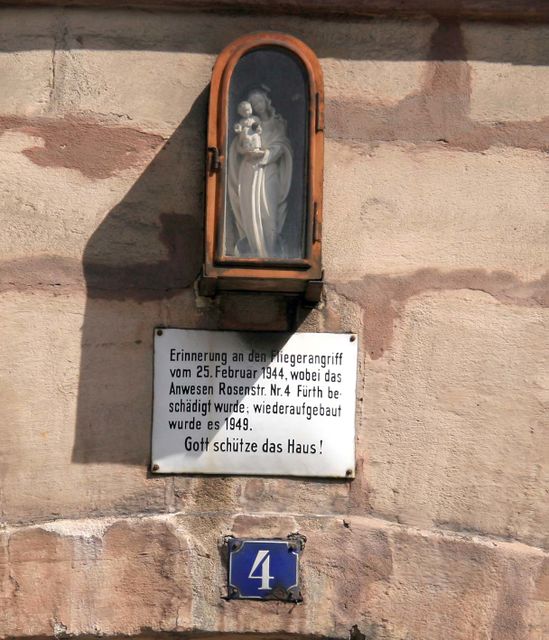 Erinnerung an den Fliegerangriff
vom 25. Februar 1944, wobei das
Anwesen Rosenstr. Nr. 4 Fürth be-
schädigt wurde; wiederaufgebaut
wurde es 1949.
Gott schütze das Haus!
4